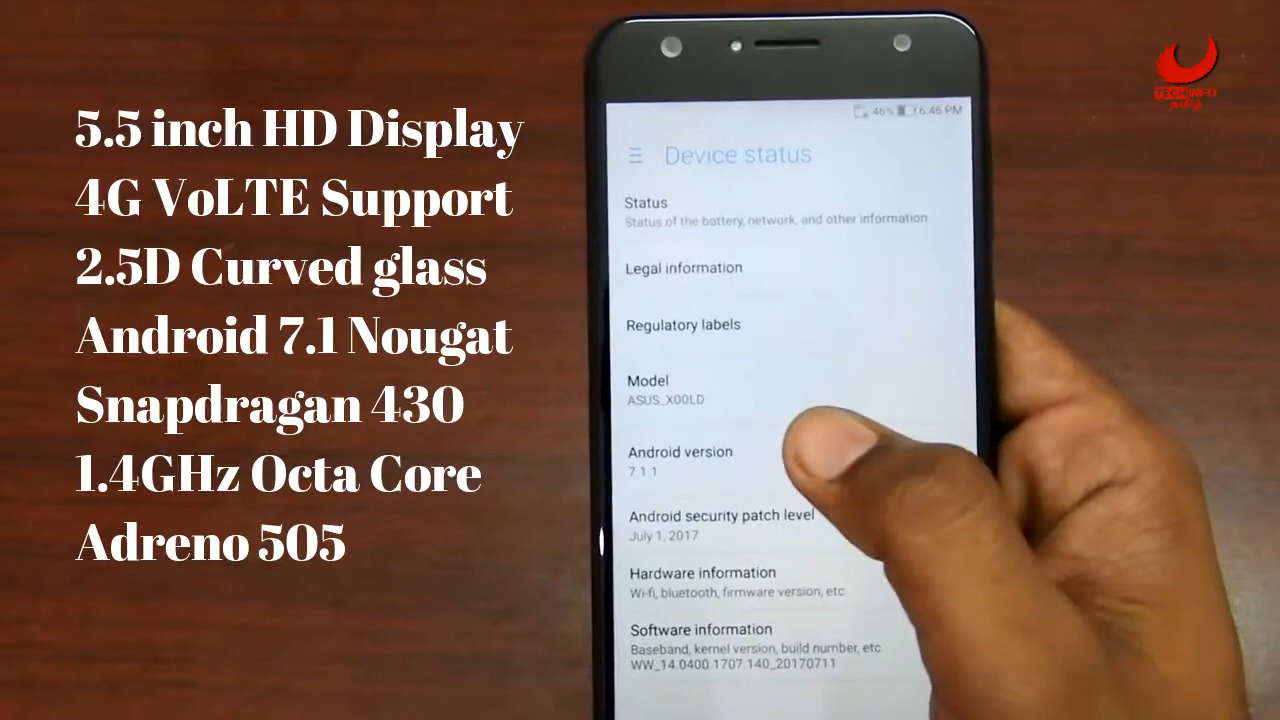 5.5 inch HD Display
4G VoLTE Support
2.5D Curved glass
Android 7.1 Nougat
Snapdragan 430
1.4GHz Octa Core
Adreno 505
46% 6:46 PM
Device status
Status
Status of the battery, network, and other information
Legal information
Regulatory labels
Model
ASUS_X00LD
Android version
7.1.1
Android security patch level
July 1, 2017
Hardware information
Wi-fi, bluetooth, firmware version, etc.
Software information
Baseband, kernel version, build number, etc.
WW_14.0400.1707.140_20170711
TECH INFO
தமிழ்